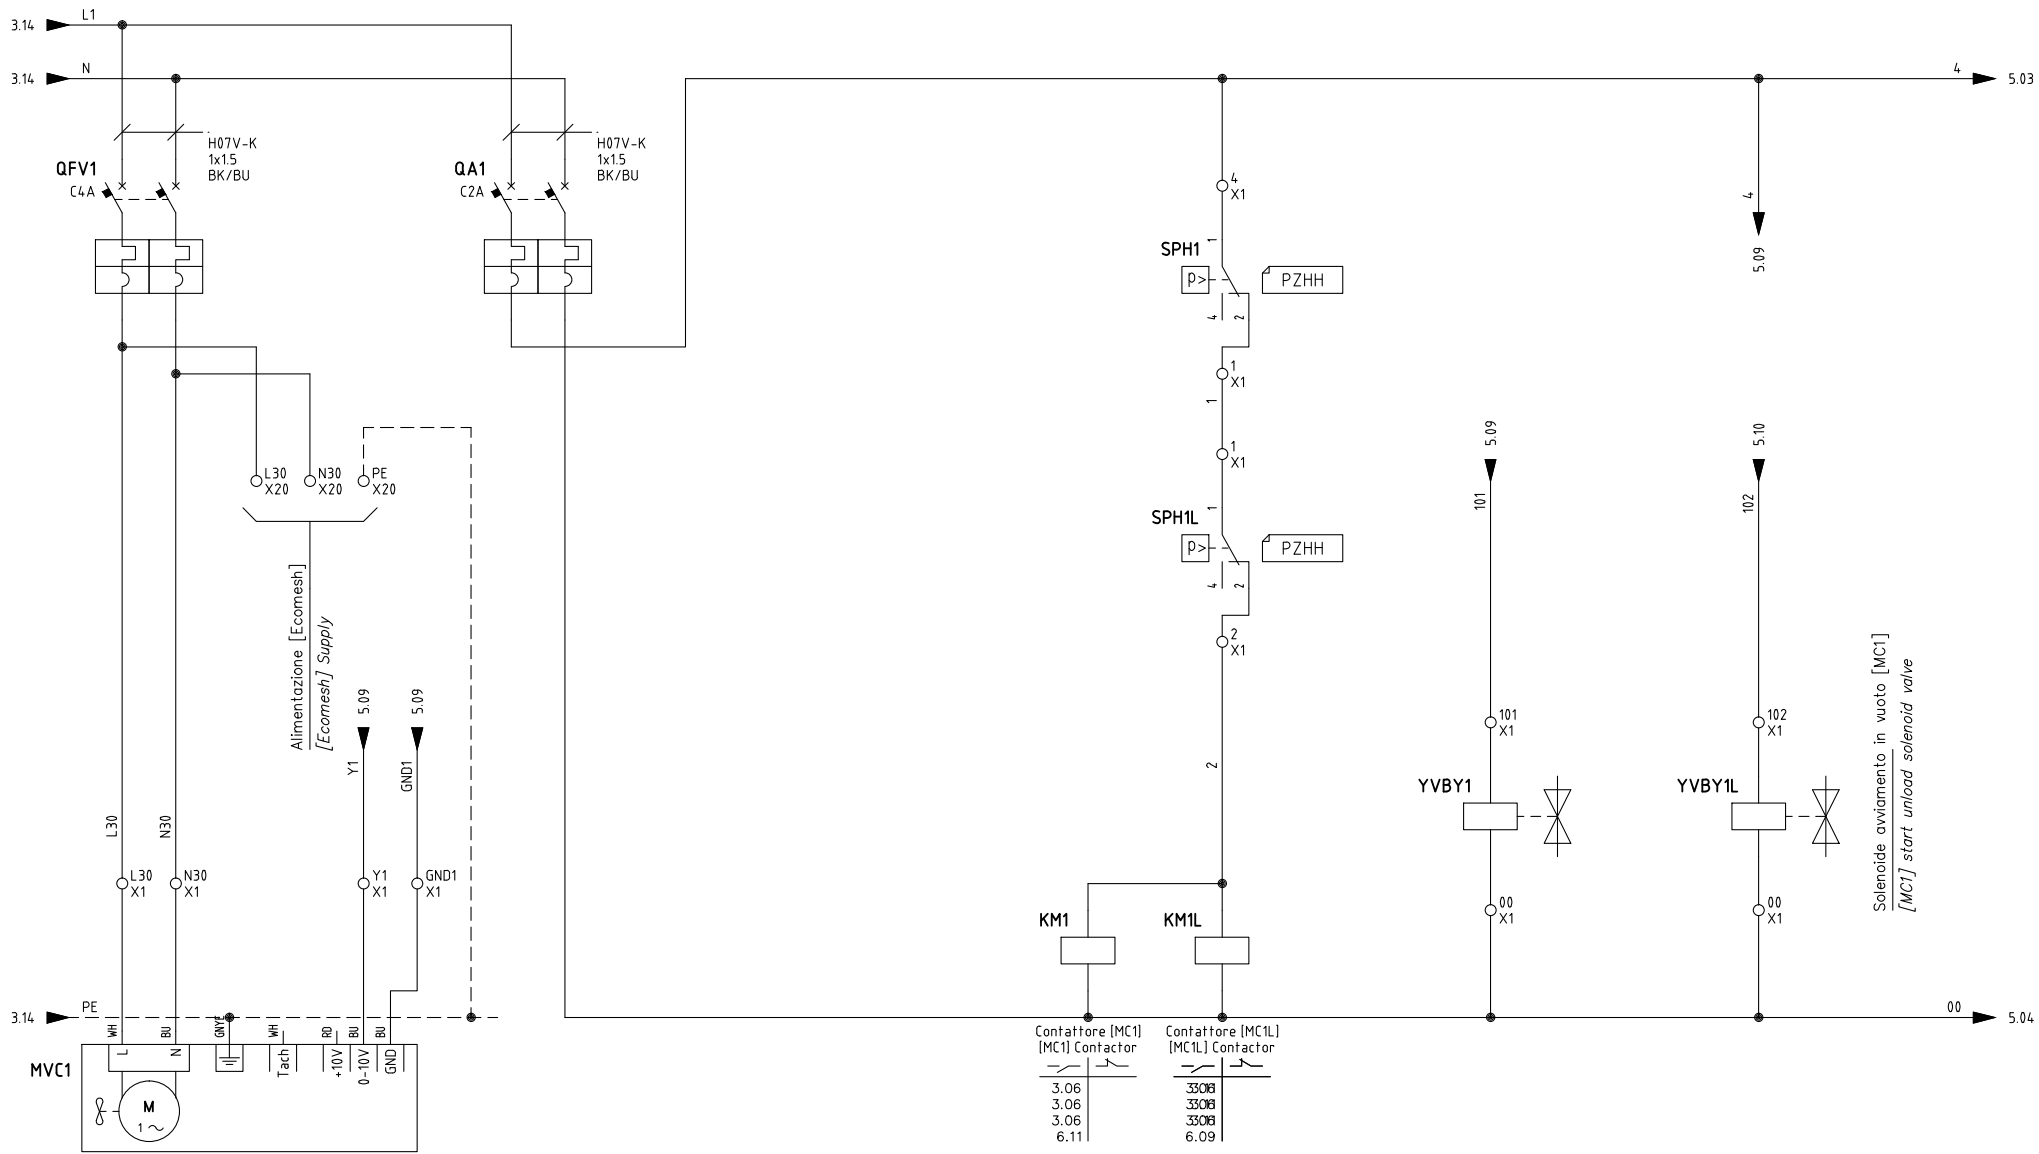 L1
3.14
N
3.14
4
5.03
H07V-K
1x1.5
BK/BU
QFV1
C4A
H07V-K
1x1.5
BK/BU
QA1
C2A
4
X1
4
5.09
1
SPH1
p>
PZHH
4
2
1
X1
1
1
X1
5.09
5.10
L30
X20
N30
X20
PE
X20
101
102
1
SPH1L
p>
PZHH
4
2
2
X1
Alimentazione [Ecomesh]
[Ecomesh] Supply
5.09
5.09
Y1
GND1
2
101
X1
102
X1
YVBY1
YVBY1L
Solenoide avviamento in vuoto [MC1]
[MC1] start unload solenoid valve
L30
N30
L30
X1
N30
X1
Y1
X1
GND1
X1
00
X1
00
X1
KM1
KM1L
PE
3.14
00
5.04
WH
BU
GNYE
WH
RD
BU
BU
L
N
Tach
+10V
0-10V
GND
MVC1
M
1~
Contattore [MC1]
[MC1] Contactor
3.06
3.06
3.06
6.11
Contattore [MC1L]
[MC1L] Contactor
6.09